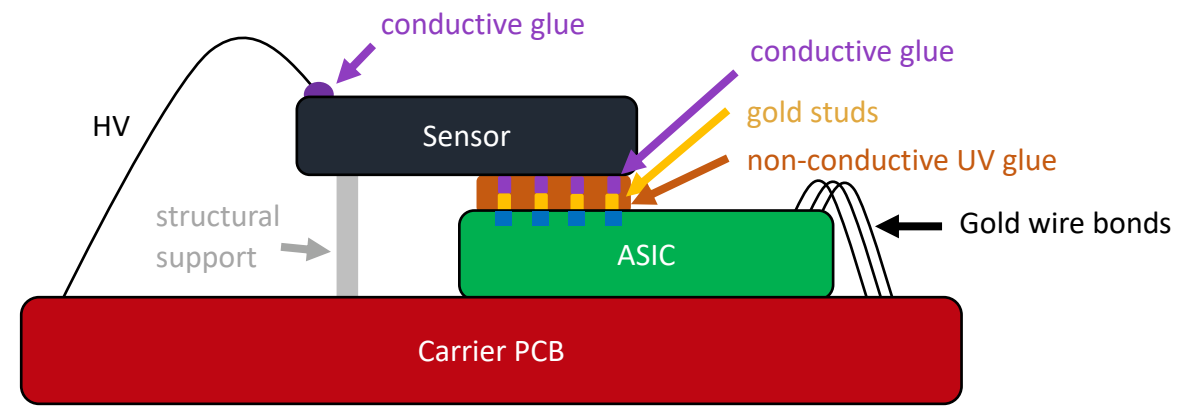 conductive glue
conductive glue
HV
gold studs
Sensor
non-conductive UV glue
structural
support
Gold wire bonds
ASIC
Carrier PCB